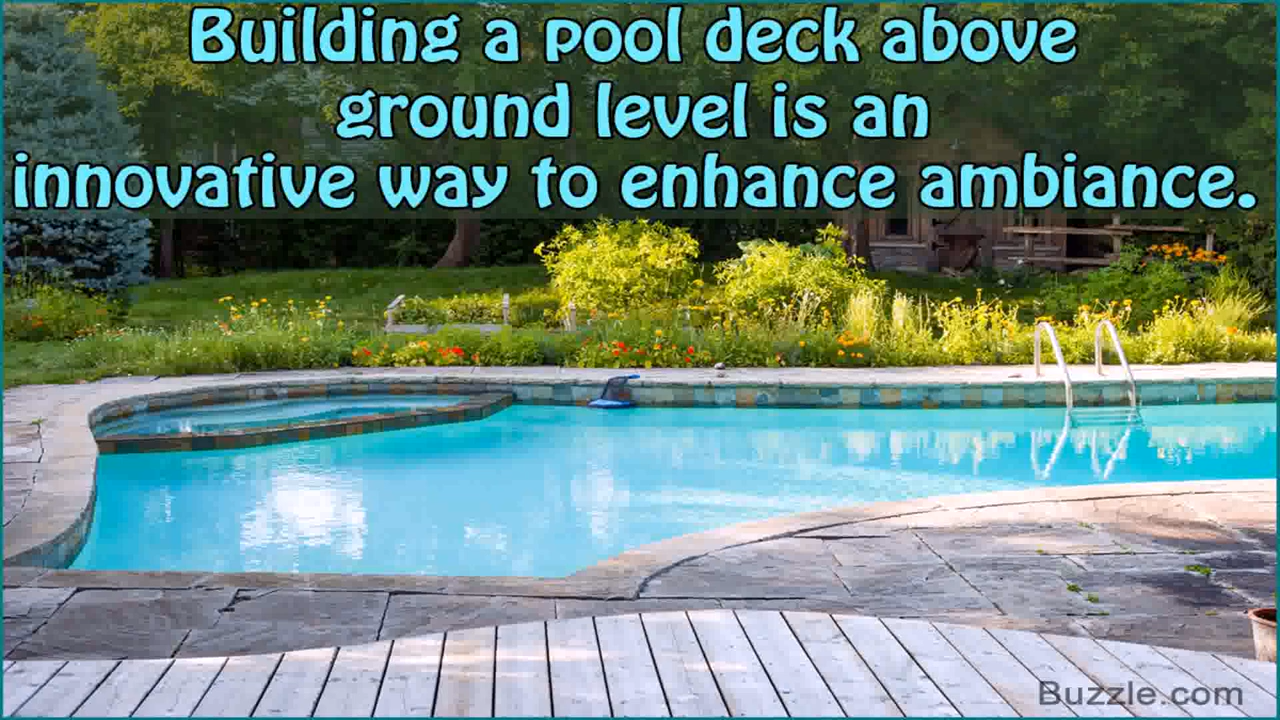 Building a pool deck above
ground level is an
innovative way to enhance ambiance.
Buzzle.com